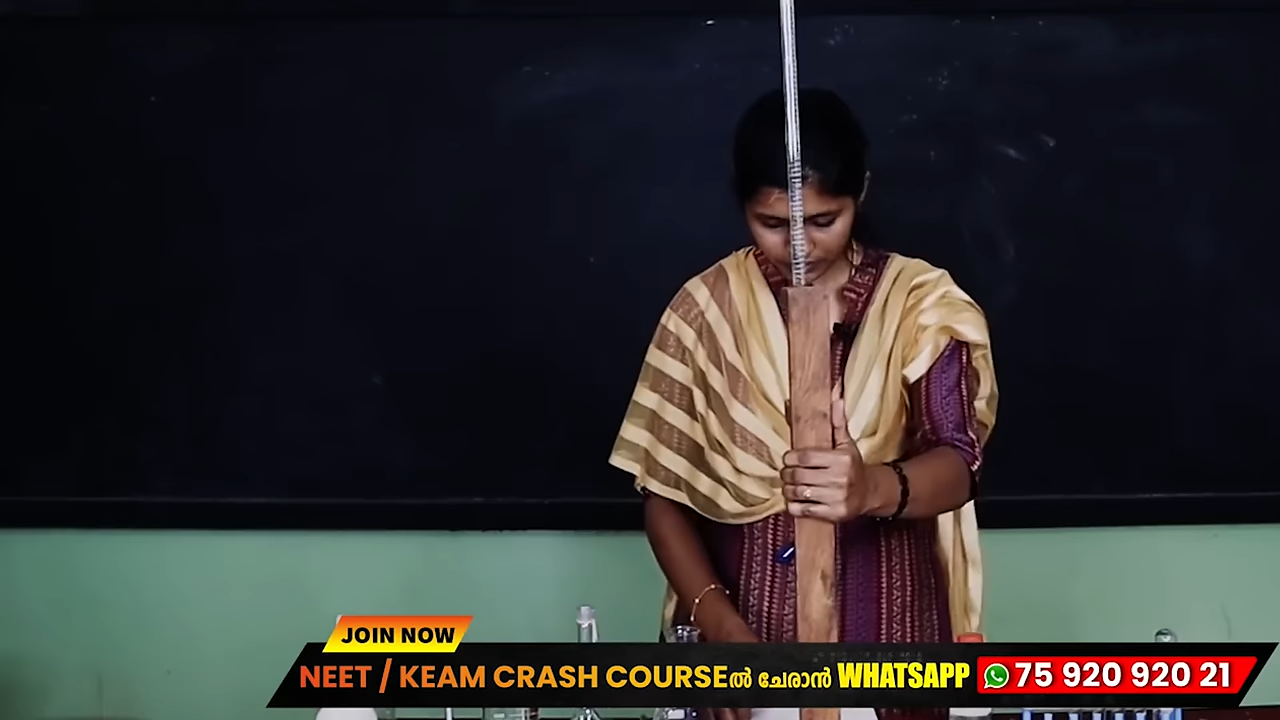 JOIN NOW
NEET / KEAM CRASH COURSEൽ ചേരാൻ WHATSAPP 75 920 920 21